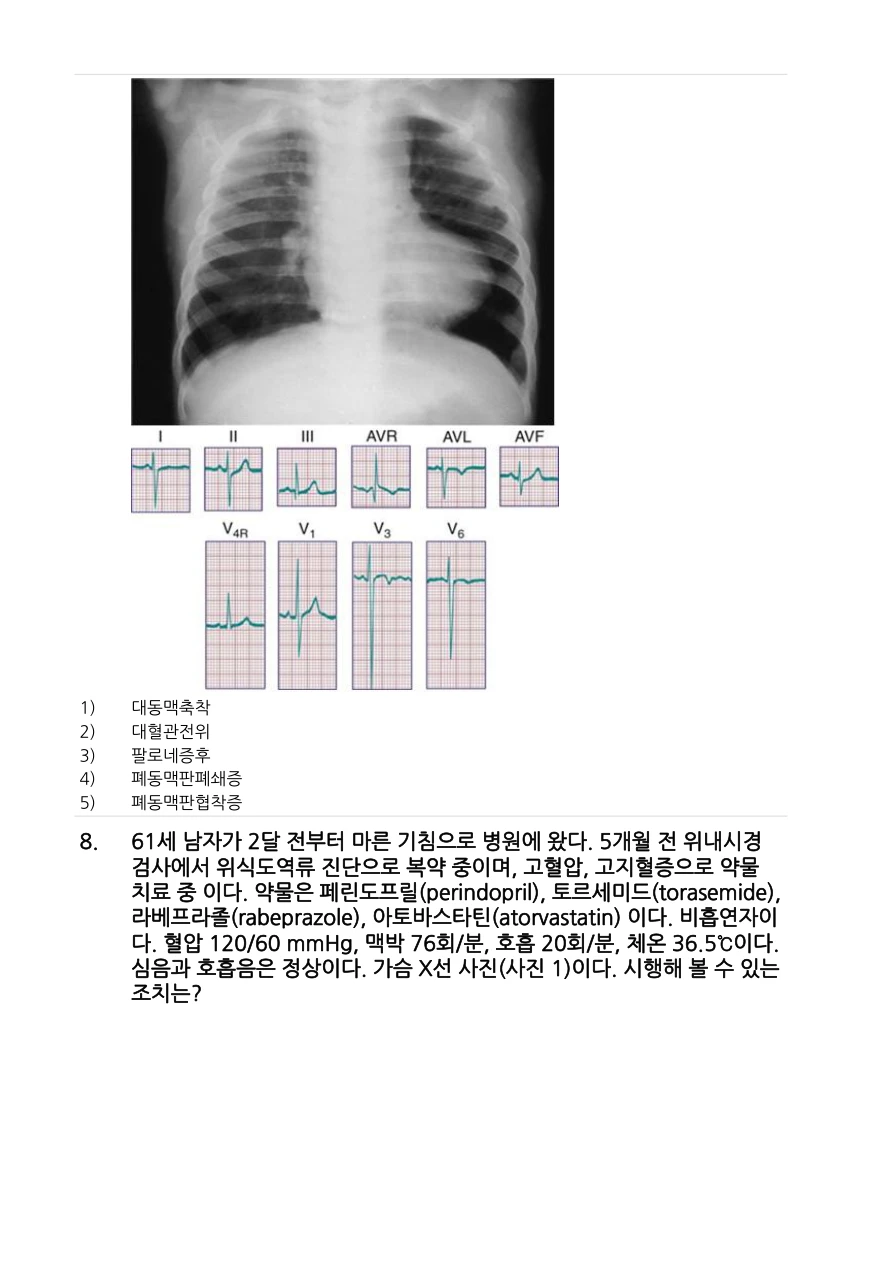 I II III AVR AVL AVF
V4R V1 V3 V6
1) 대동맥축착
2) 대혈관전위
3) 팔로네증후
4) 폐동맥판폐쇄증
5) 폐동맥판협착증
8. 61세 남자가 2달 전부터 마른 기침으로 병원에 왔다. 5개월 전 위내시경
검사에서 위식도역류 진단으로 복약 중이며, 고혈압, 고지혈증으로 약물
치료 중 이다. 약물은 페린도프릴(perindopril), 토르세미드(torasemide),
라베프라졸(rabeprazole), 아토바스타틴(atorvastatin) 이다. 비흡연자이
다. 혈압 120/60 mmHg, 맥박 76회/분, 호흡 20회/분, 체온 36.5℃이다.
심음과 호흡음은 정상이다. 가슴 X선 사진(사진 1)이다. 시행해 볼 수 있는
조치는?